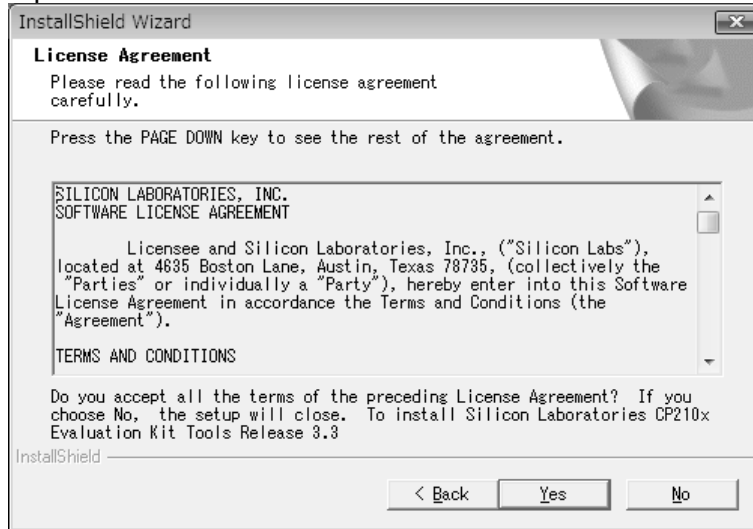 InstallShield Wizard
License Agreement
Please read the following license agreement
carefully.
Press the PAGE DOWN key to see the rest of the agreement.
SILICON LABORATORIES, INC.
SOFTWARE LICENSE AGREEMENT
Licensee and Silicon Laboratories, Inc., ("Silicon Labs"),
located at 4635 Boston Lane, Austin, Texas 78735, (collectively the
"Parties" or individually a "Party"), hereby enter into this Software
License Agreement in accordance the Terms and Conditions (the
"Agreement").
TERMS AND CONDITIONS
Do you accept all the terms of the preceding License Agreement? If you
choose No, the setup will close. To install Silicon Laboratories CP210x
Evaluation Kit Tools Release 3.3
InstallShield
< Back Yes No